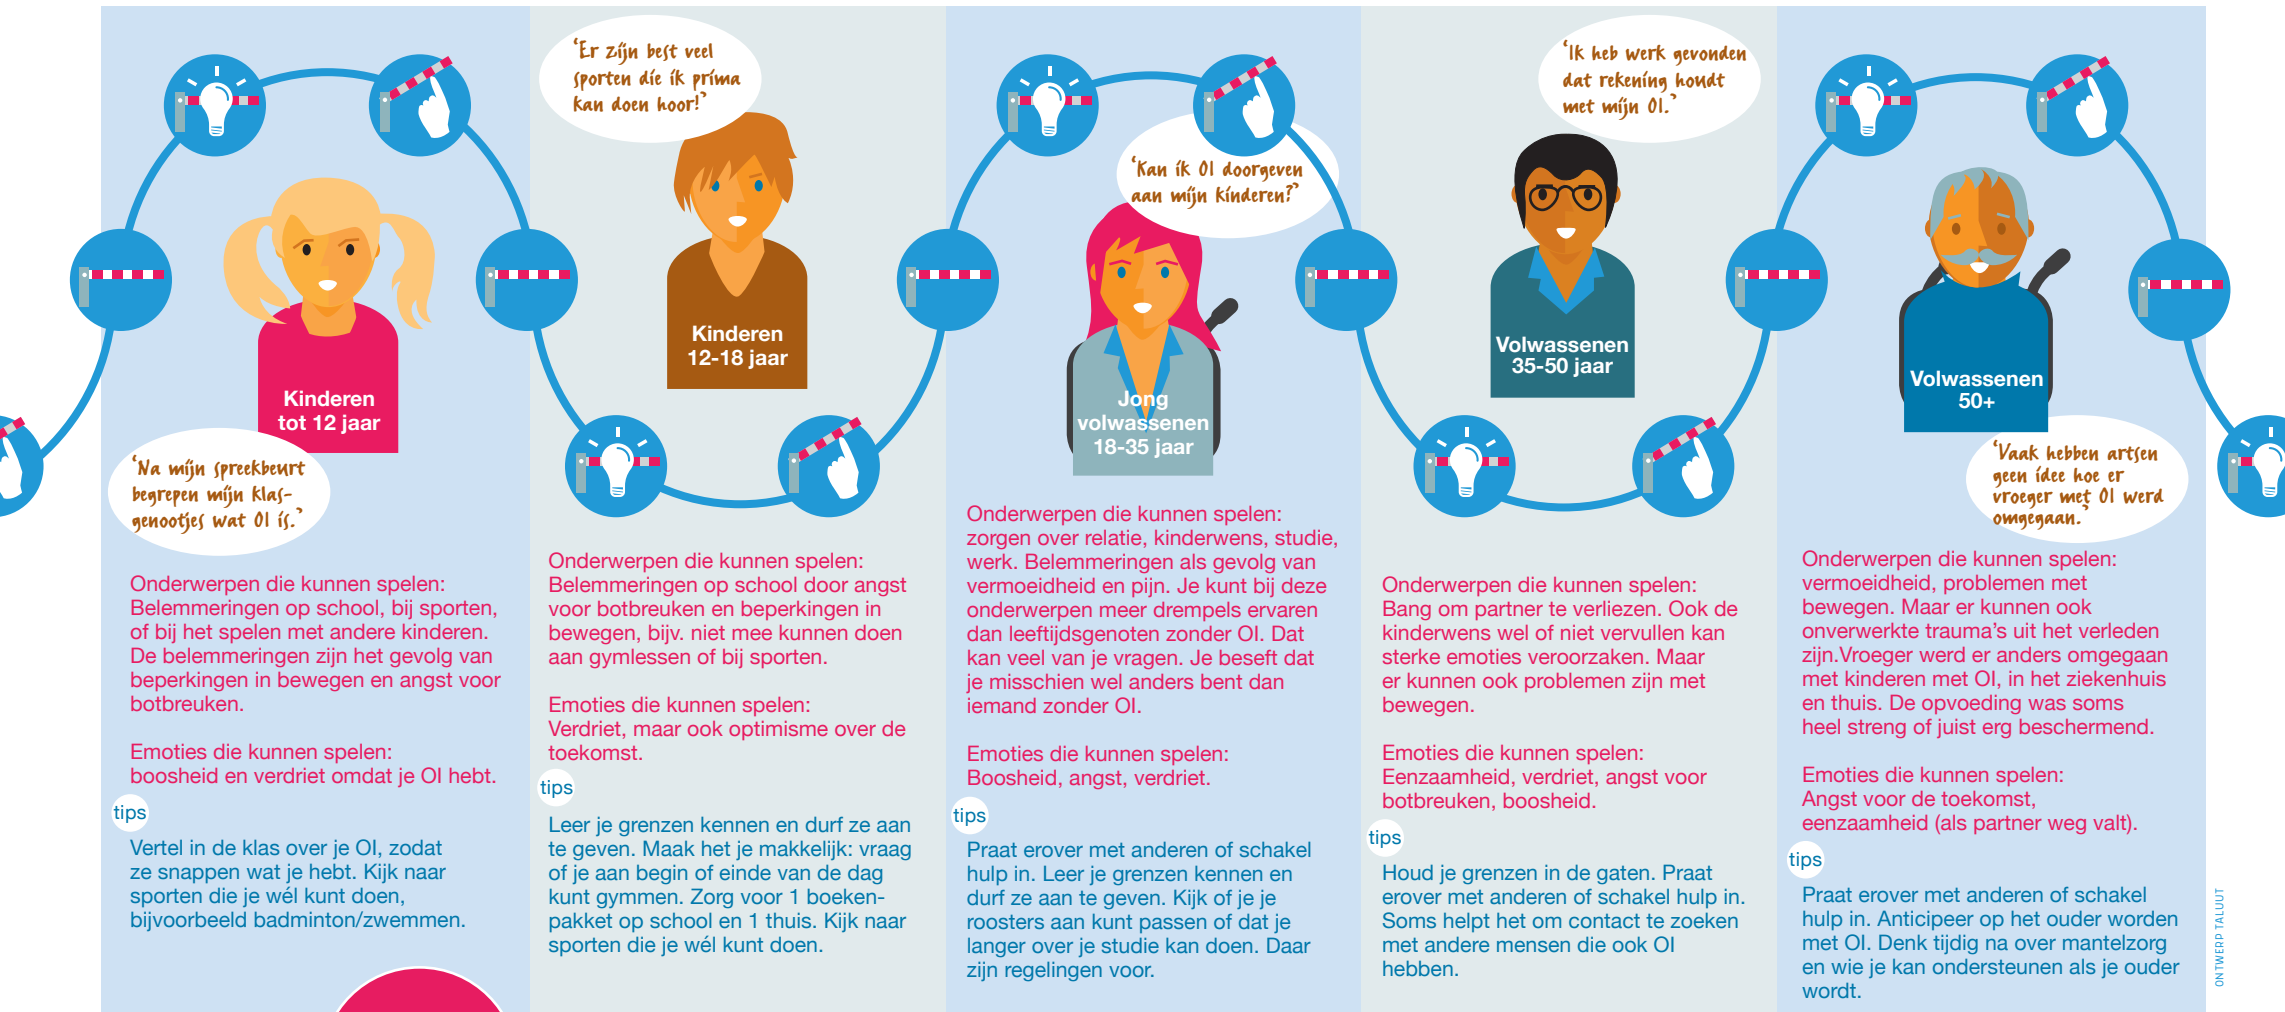 'Na mijn spreekbeurt
begrepen mijn klas-
genootjes wat OI is.'
Kinderen
tot 12 jaar
Onderwerpen die kunnen spelen:
Belemmeringen op school, bij sporten,
of bij het spelen met andere kinderen.
De belemmeringen zijn het gevolg van
beperkingen in bewegen en angst voor
botbreuken.
Emoties die kunnen spelen:
boosheid en verdriet omdat je OI hebt.
tips
Vertel in de klas over je OI, zodat
ze snappen wat je hebt. Kijk naar
sporten die je wél kunt doen,
bijvoorbeeld badminton/zwemmen.
'Er zijn best veel
sporten die ik prima
kan doen hoor!'
Kinderen
12-18 jaar
Onderwerpen die kunnen spelen:
Belemmeringen op school door angst
voor botbreuken en beperkingen in
bewegen, bijv. niet mee kunnen doen
aan gymlessen of bij sporten.
Emoties die kunnen spelen:
Verdriet, maar ook optimisme over de
toekomst.
tips
Leer je grenzen kennen en durf ze aan
te geven. Maak het je makkelijk: vraag
of je aan begin of einde van de dag
kunt gymmen. Zorg voor 1 boeken-
pakket op school en 1 thuis. Kijk naar
sporten die je wél kunt doen.
'Kan ik OI doorgeven
aan mijn kinderen?'
Jong
volwassenen
18-35 jaar
Onderwerpen die kunnen spelen:
zorgen over relatie, kinderwens, studie,
werk. Belemmeringen als gevolg van
vermoeidheid en pijn. Je kunt bij deze
onderwerpen meer drempels ervaren
dan leeftijdsgenoten zonder OI. Dat
kan veel van je vragen. Je beseft dat
je misschien wel anders bent dan
iemand zonder OI.
Emoties die kunnen spelen:
Boosheid, angst, verdriet.
tips
Praat erover met anderen of schakel
hulp in. Leer je grenzen kennen en
durf ze aan te geven. Kijk of je je
roosters aan kunt passen of dat je
langer over je studie kan doen. Daar
zijn regelingen voor.
'Ik heb werk gevonden
dat rekening houdt
met mijn OI.'
Volwassenen
35-50 jaar
Onderwerpen die kunnen spelen:
Bang om partner te verliezen. Ook de
kinderwens wel of niet vervullen kan
sterke emoties veroorzaken. Maar
er kunnen ook problemen zijn met
bewegen.
Emoties die kunnen spelen:
Eenzaamheid, verdriet, angst voor
botbreuken, boosheid.
tips
Houd je grenzen in de gaten. Praat
erover met anderen of schakel hulp in.
Soms helpt het om contact te zoeken
met andere mensen die ook OI
hebben.
Volwassenen
50+
'Vaak hebben artsen
geen idee hoe er
vroeger met OI werd
omgegaan.'
Onderwerpen die kunnen spelen:
vermoeidheid, problemen met
bewegen. Maar er kunnen ook
onverwerkte trauma's uit het verleden
zijn.Vroeger werd er anders omgegaan
met kinderen met OI, in het ziekenhuis
en thuis. De opvoeding was soms
heel streng of juist erg beschermend.
Emoties die kunnen spelen:
Angst voor de toekomst,
eenzaamheid (als partner weg valt).
tips
Praat erover met anderen of schakel
hulp in. Anticipeer op het ouder worden
met OI. Denk tijdig na over mantelzorg
en wie je kan ondersteunen als je ouder
wordt.
ONTWERP TALUUT